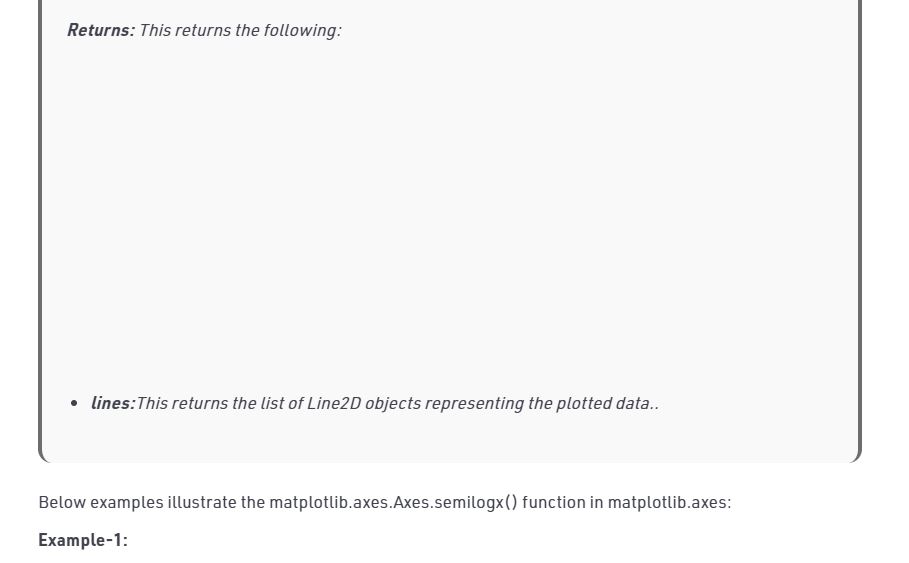 Returns: This returns the following:
• lines:This returns the list of Line2D objects representing the plotted data..
Below examples illustrate the matplotlib.axes.Axes.semilogx() function in matplotlib.axes:
Example-1: